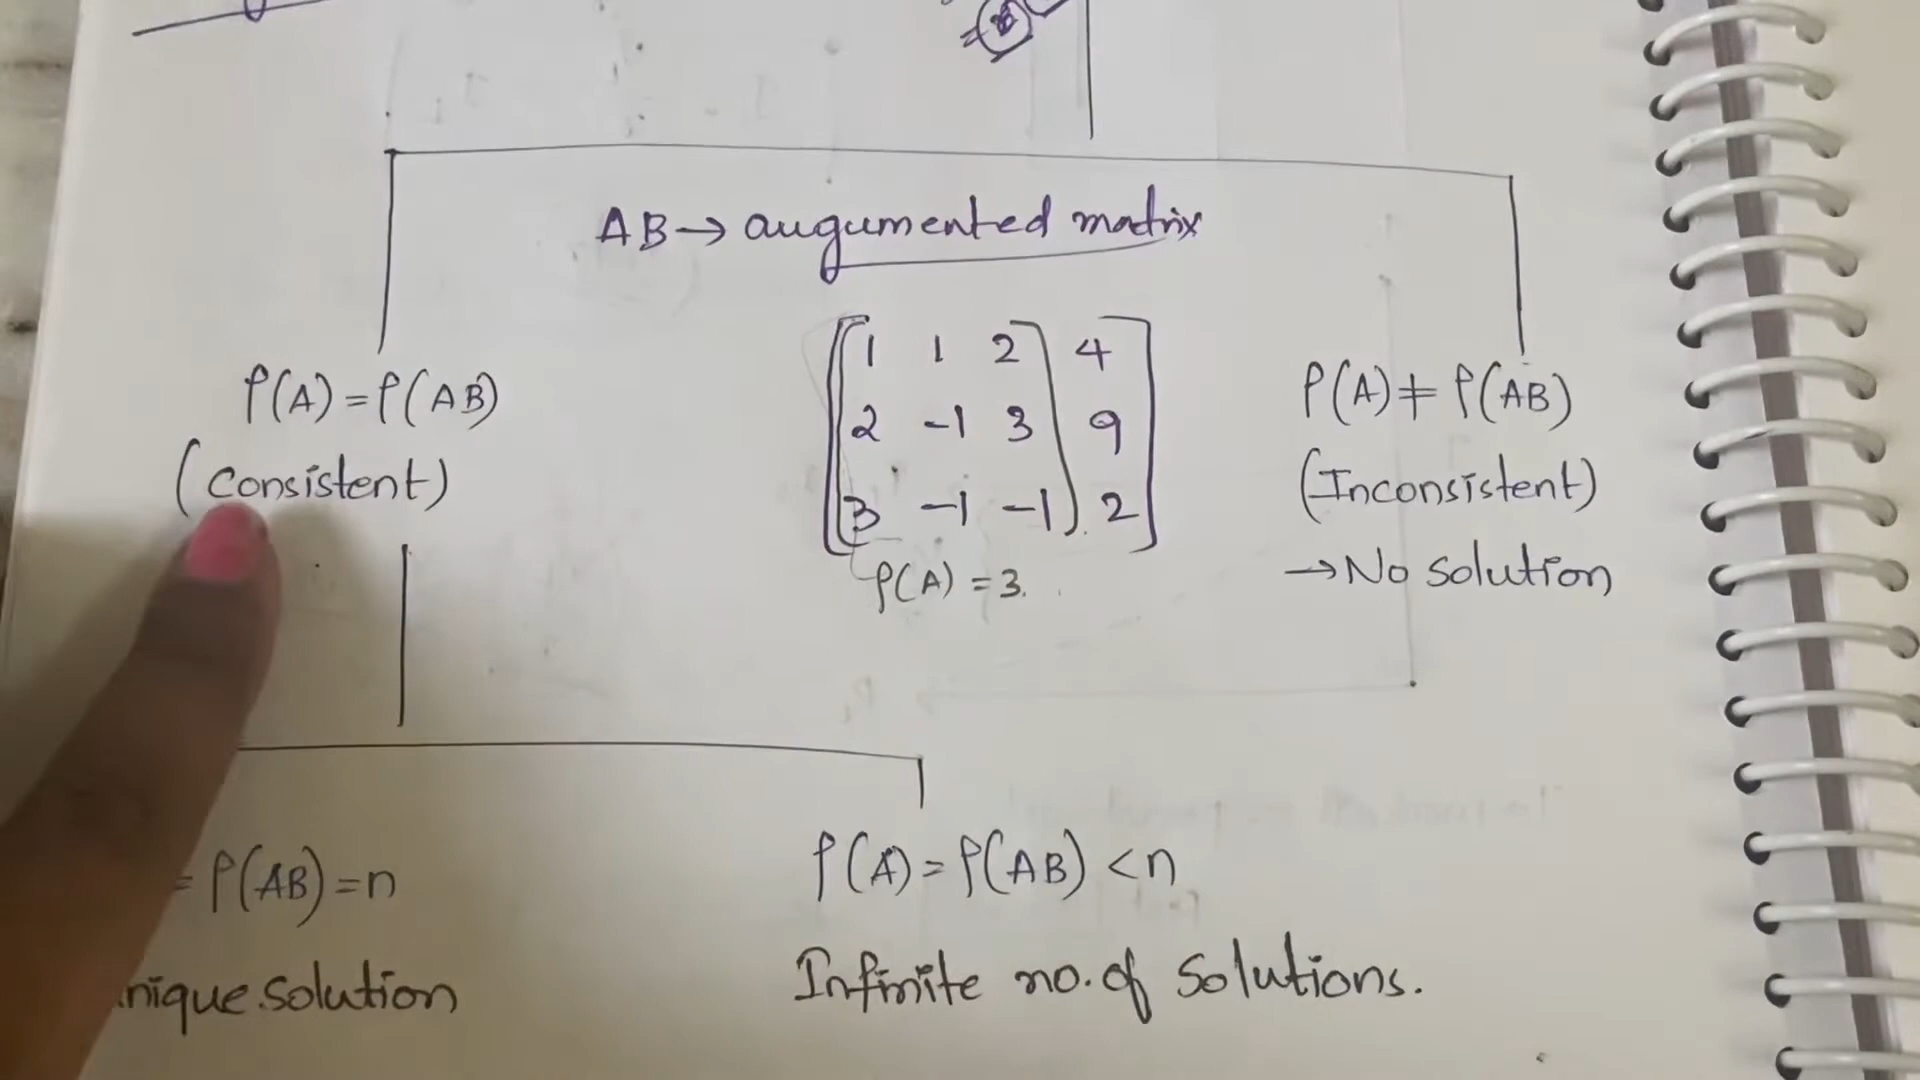 AB→ augumented matrix
1 1 2 4
2 -1 3 9
3 -1 -1 2
ρ(A) = 3.
ρ(A) = ρ(AB)
(Consistent)
ρ(A) ≠ ρ(AB)
(Inconsistent)
→ No solution
= ρ(AB) = n
nique solution
ρ(A) = ρ(AB) < n
Infinite no. of Solutions.